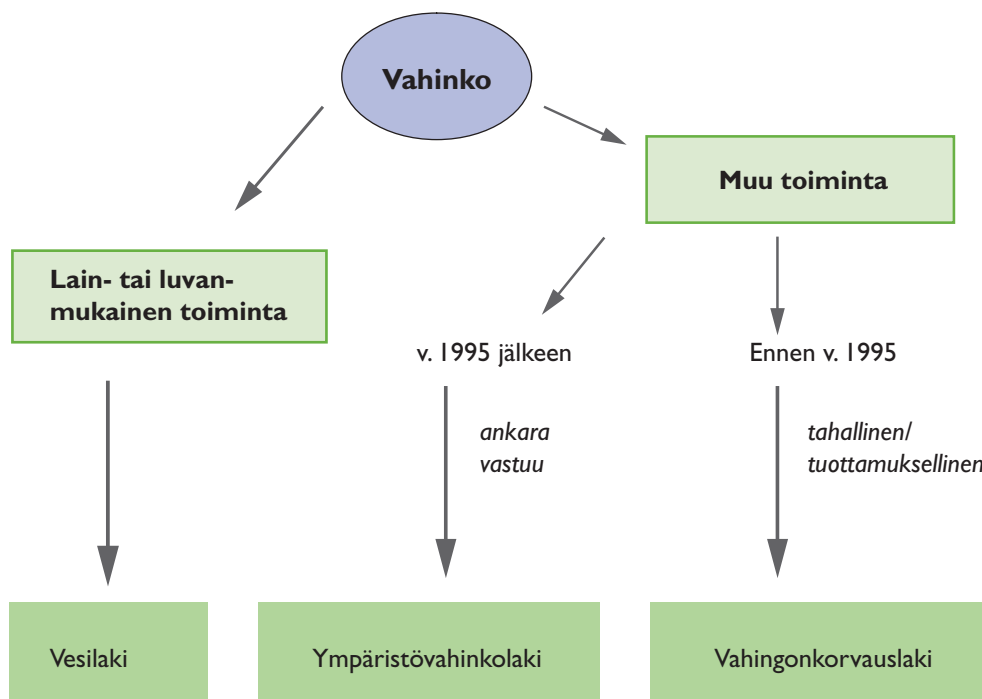 Vahinko
Muu toiminta
Lain- tai luvan-
mukainen toiminta
v. 1995 jälkeen
Ennen v. 1995
ankara
vastuu
tahallinen/
tuottamuksellinen
Vesilaki
Ympäristövahinkolaki
Vahingonkorvauslaki